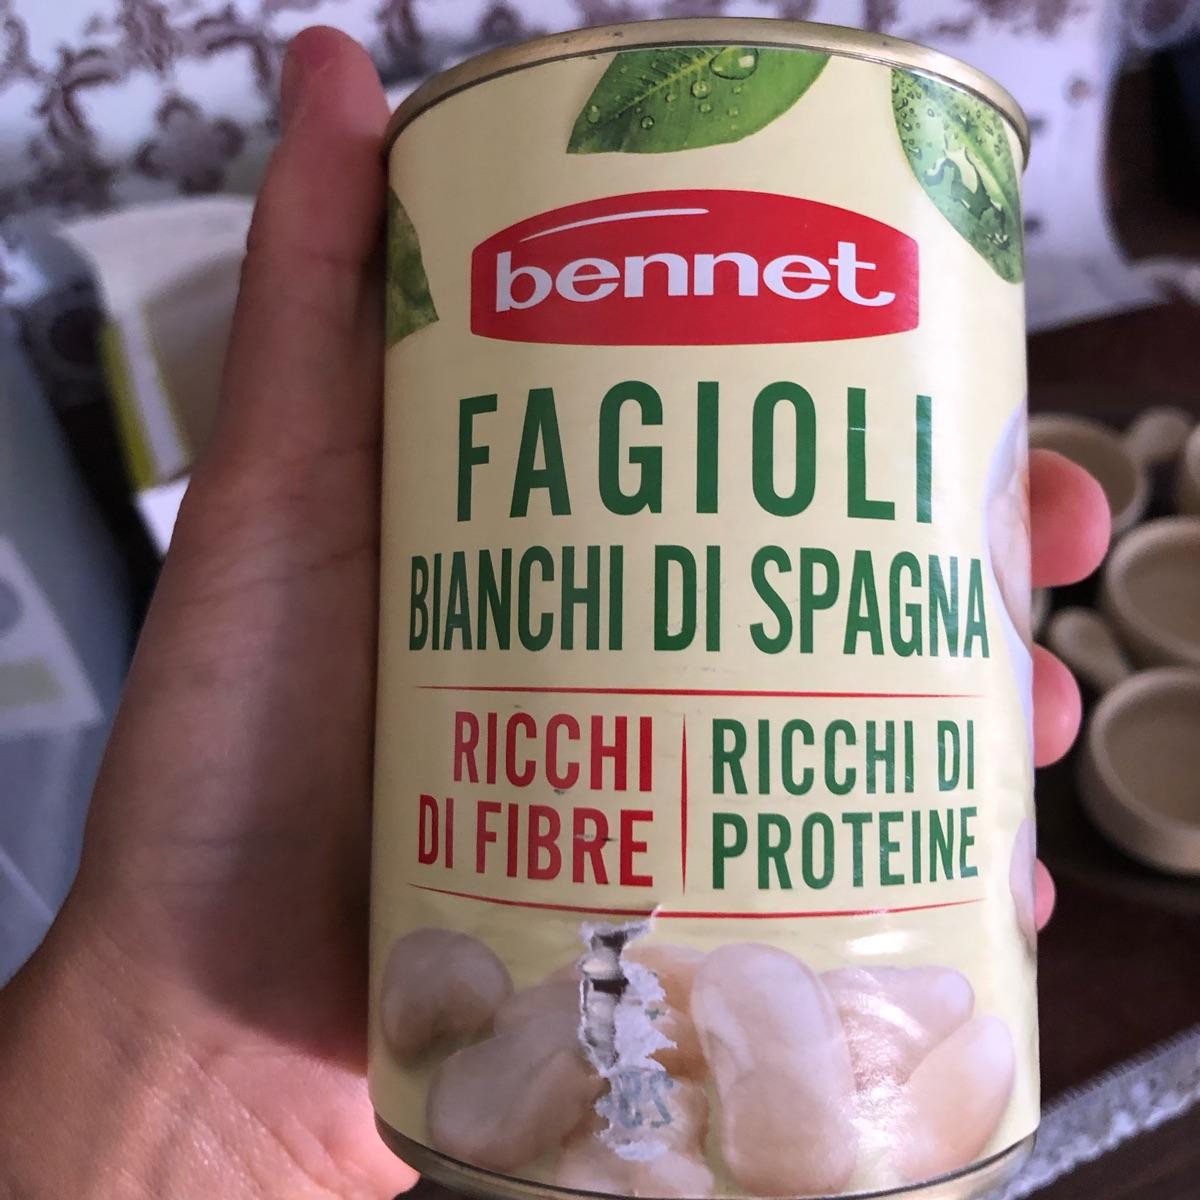 bennet
FAGIOLI
BIANCHI DI SPAGNA
RICCHI
DI FIBRE
RICCHI DI
PROTEINE